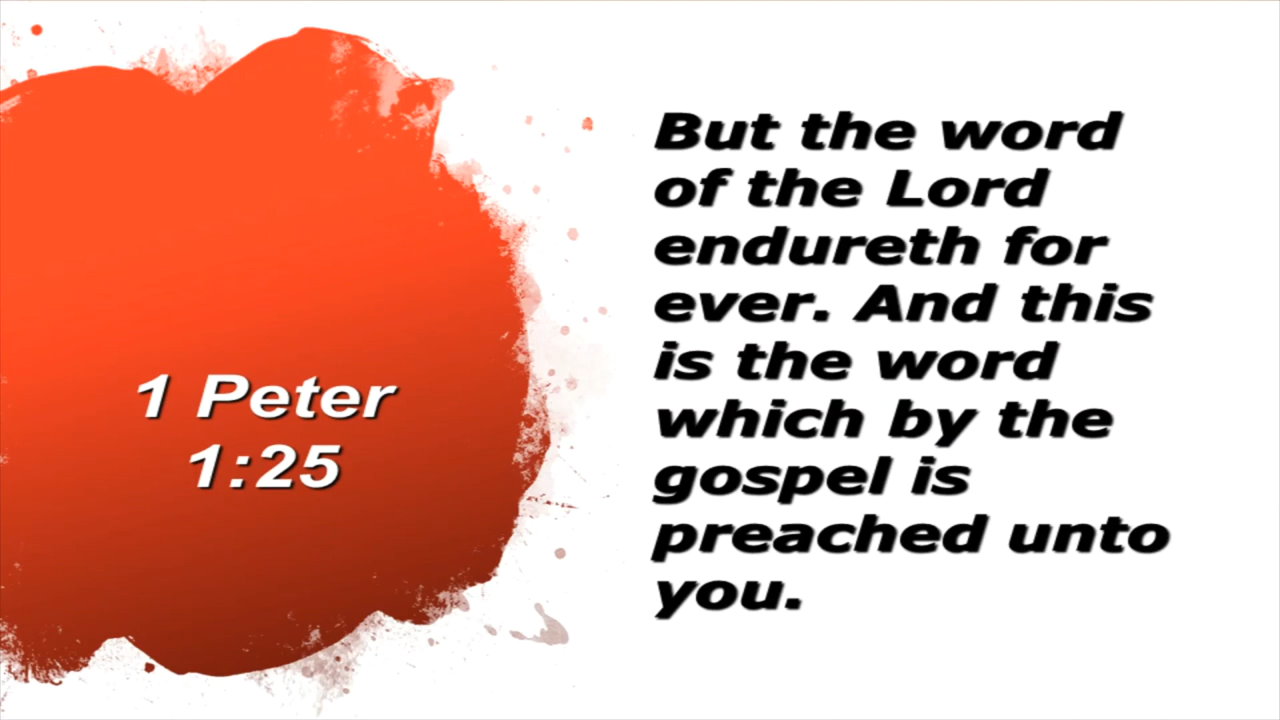 1 Peter
1:25
But the word
of the Lord
endureth for
ever. And this
is the word
which by the
gospel is
preached unto
you.